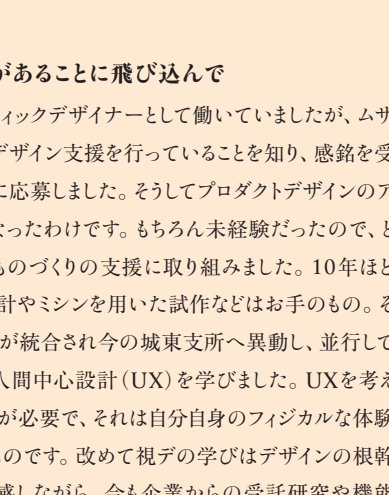 があることに飛び込んで
ィックデザイナーとして働いていましたが、ムサ
デザイン支援を行っていることを知り、感銘を受
に応募しました。そうしてプロダクトデザインのア
なったわけです。もちろん未経験だったので、と
ものづくりの支援に取り組みました。10年ほと
計やミシンを用いた試作などはお手のもの。そ
が統合され今の城東支所へ異動し、並行して
人間中心設計（UX）を学びました。UXを考え
が必要で、それは自分自身のフィジカルな体験
のです。改めて視デの学びはデザインの根幹
感しながら、今も企業からの受託研究や機